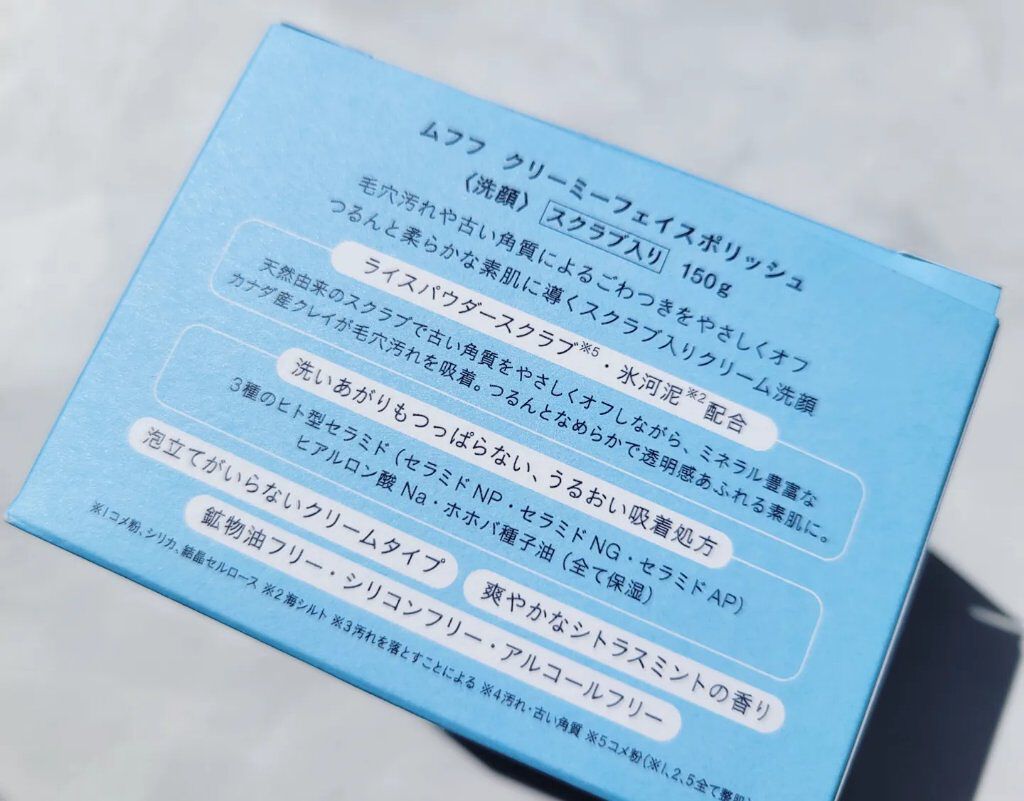 ムフフ クリーミーフェイスポリッシュ
〈洗顔〉 スクラブ入り 150g
毛穴汚れや古い角質によるごわつきをやさしくオフ
つるんと柔らかな素肌に導くスクラブ入りクリーム洗顔
ライスパウダースクラブ※5・氷河泥※2配合
天然由来のスクラブで古い角質をやさしくオフしながら、ミネラル豊富な
カナダ産クレイが毛穴汚れを吸着。つるんとなめらかで透明感あふれる素肌に。
洗いあがりもつっぱらない、うるおい吸着処方
3種のヒト型セラミド(セラミドNP・セラミドNG・セラミドAP)
ヒアルロン酸Na・ホホバ種子油(全て保湿)
泡立てがいらないクリームタイプ
爽やかなシトラスミントの香り
鉱物油フリー・シリコンフリー・アルコールフリー
※1コメ粉、シリカ、結晶セルロース ※2海シルト ※3汚れを落とすことによる ※4汚れ・古い角質 ※5コメ粉(※1、2、5全て整肌)